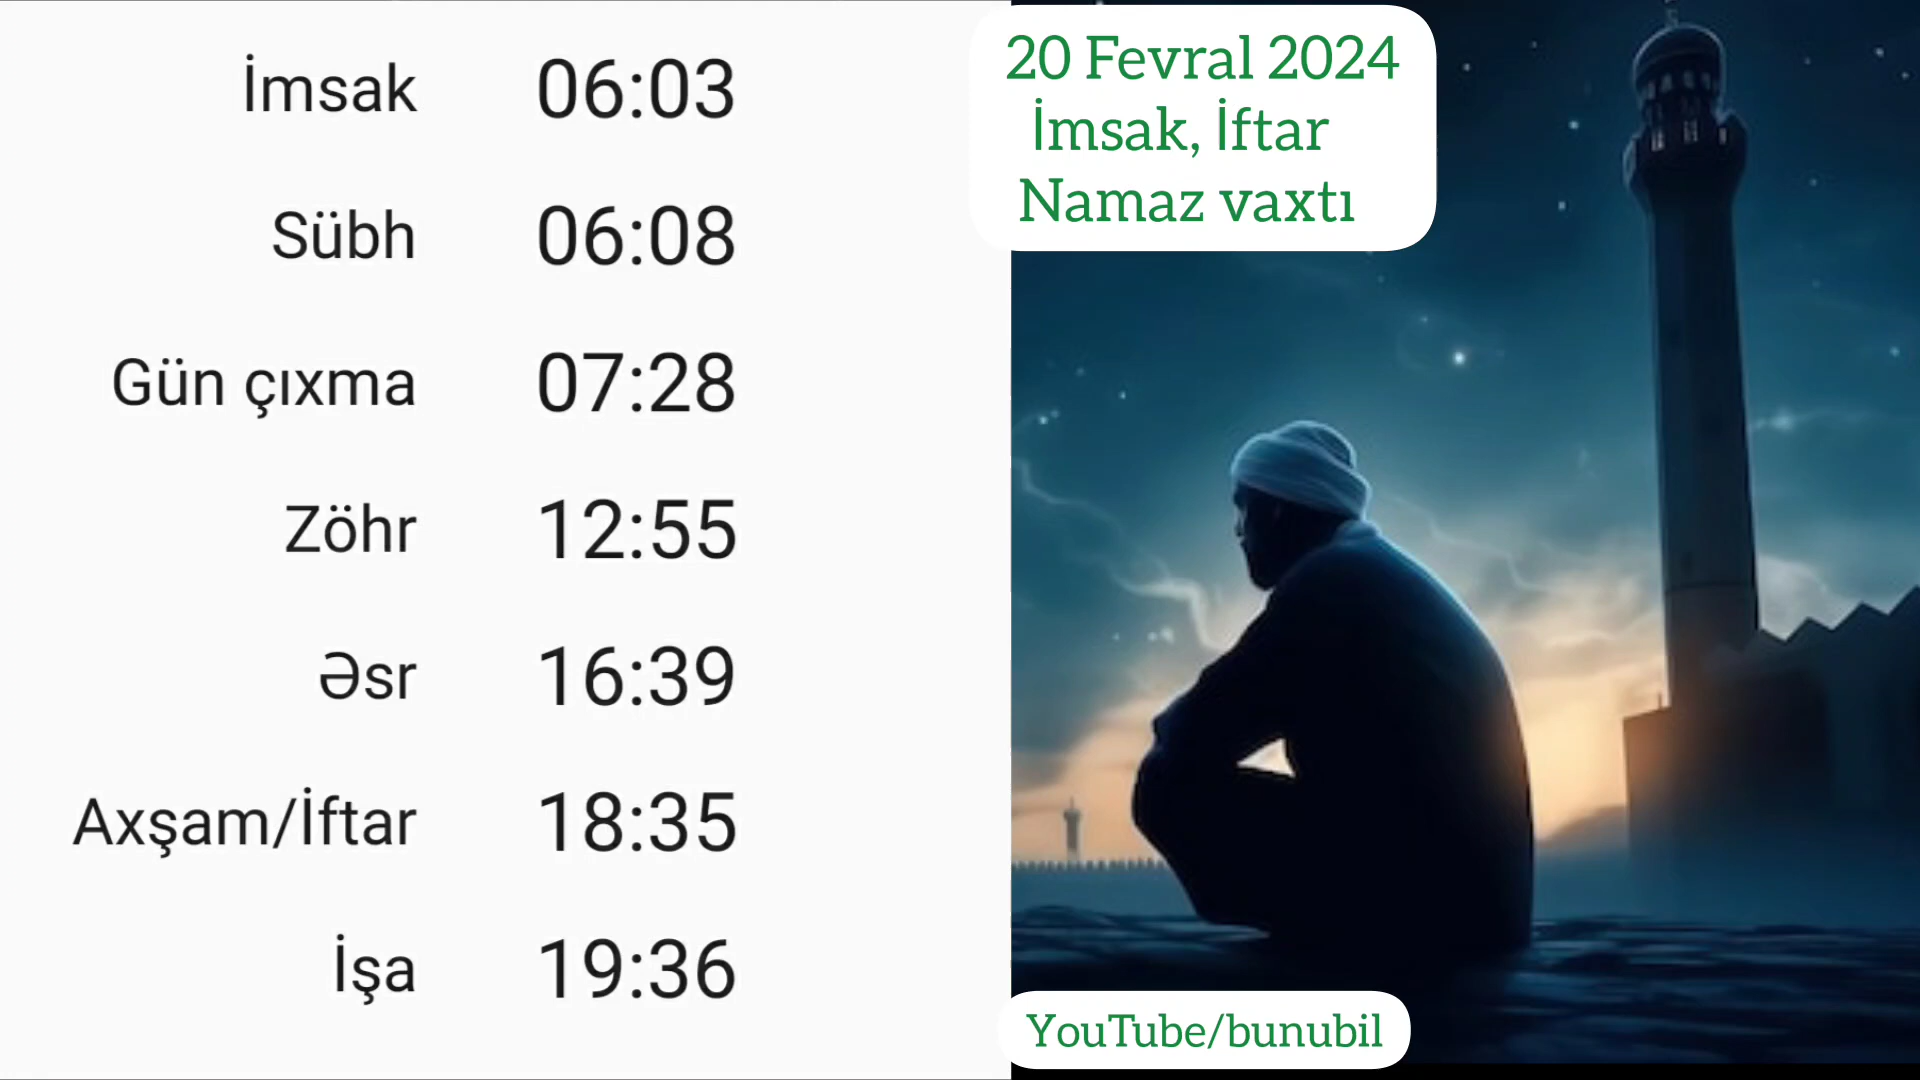 İmsak 06:03
Sübh 06:08
Gün çıxma 07:28
Zöhr 12:55
Əsr 16:39
Axşam/İftar 18:35
İşa 19:36
20 Fevral 2024
İmsak, İftar
Namaz vaxtı
YouTube/bunubil